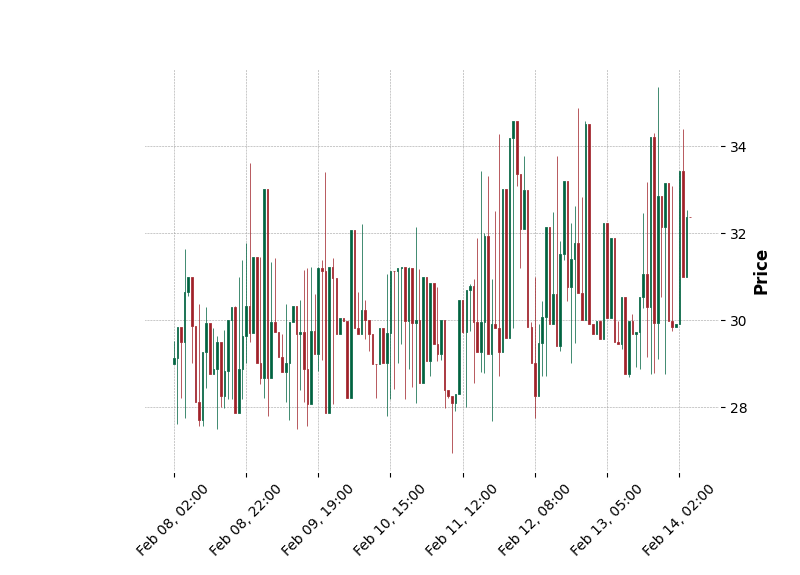 34
32
30
28
Price
Feb 08, 02:00
Feb 08, 22:00
Feb 09, 19:00
Feb 10, 15:00
Feb 11, 12:00
Feb 12, 08:00
Feb 13, 05:00
Feb 14, 02:00